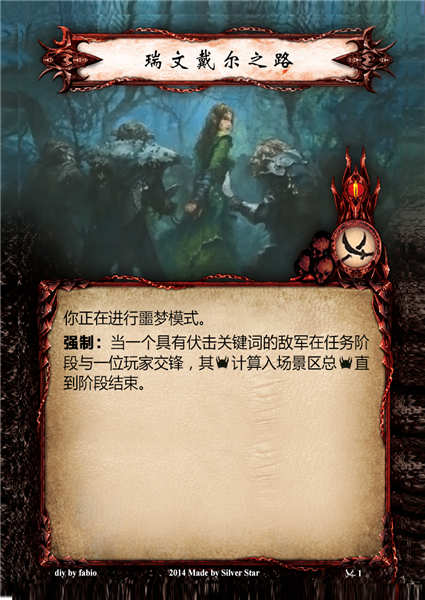 瑞文戴尔之路
你正在进行噩梦模式。
强制：当一个具有伏击关键词的敌军在任务阶
段与一位玩家交锋，其计算入场景区总直
到阶段结束。
diy by fabio 2014 Made by Silver Star 1